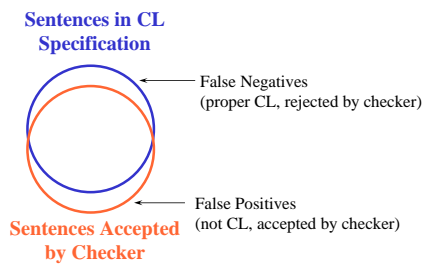 Sentences in CL
Specification
False Negatives
(proper CL, rejected by checker)
False Positives
(not CL, accepted by checker)
Sentences Accepted
by Checker